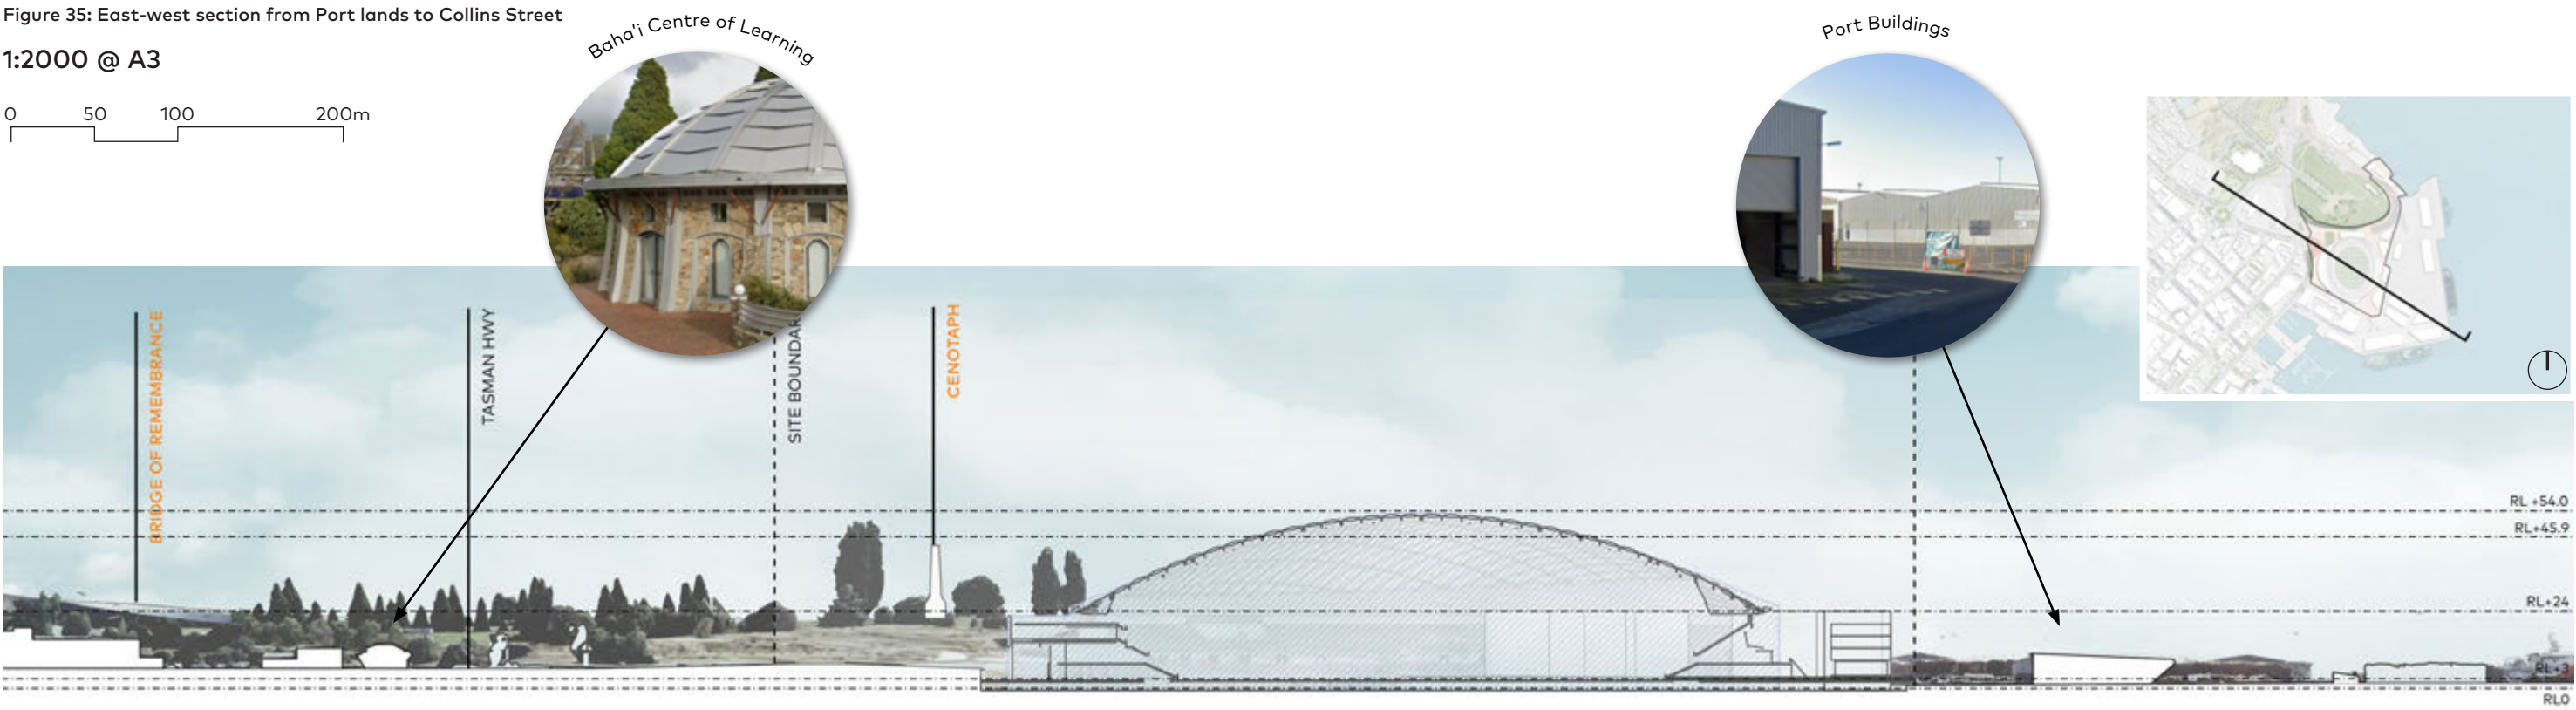 Figure 35: East-west section from Port lands to Collins Street
1:2000 @ A3
0 50 100 200m
Baha'i Centre of Learning
Port Buildings
BRIDGE OF REMEMBRANCE
TASMAN HWY
SITE BOUNDAR
CENOTAPH
RL +54.0
RL+45.9
RL+24
RL+3
RL0